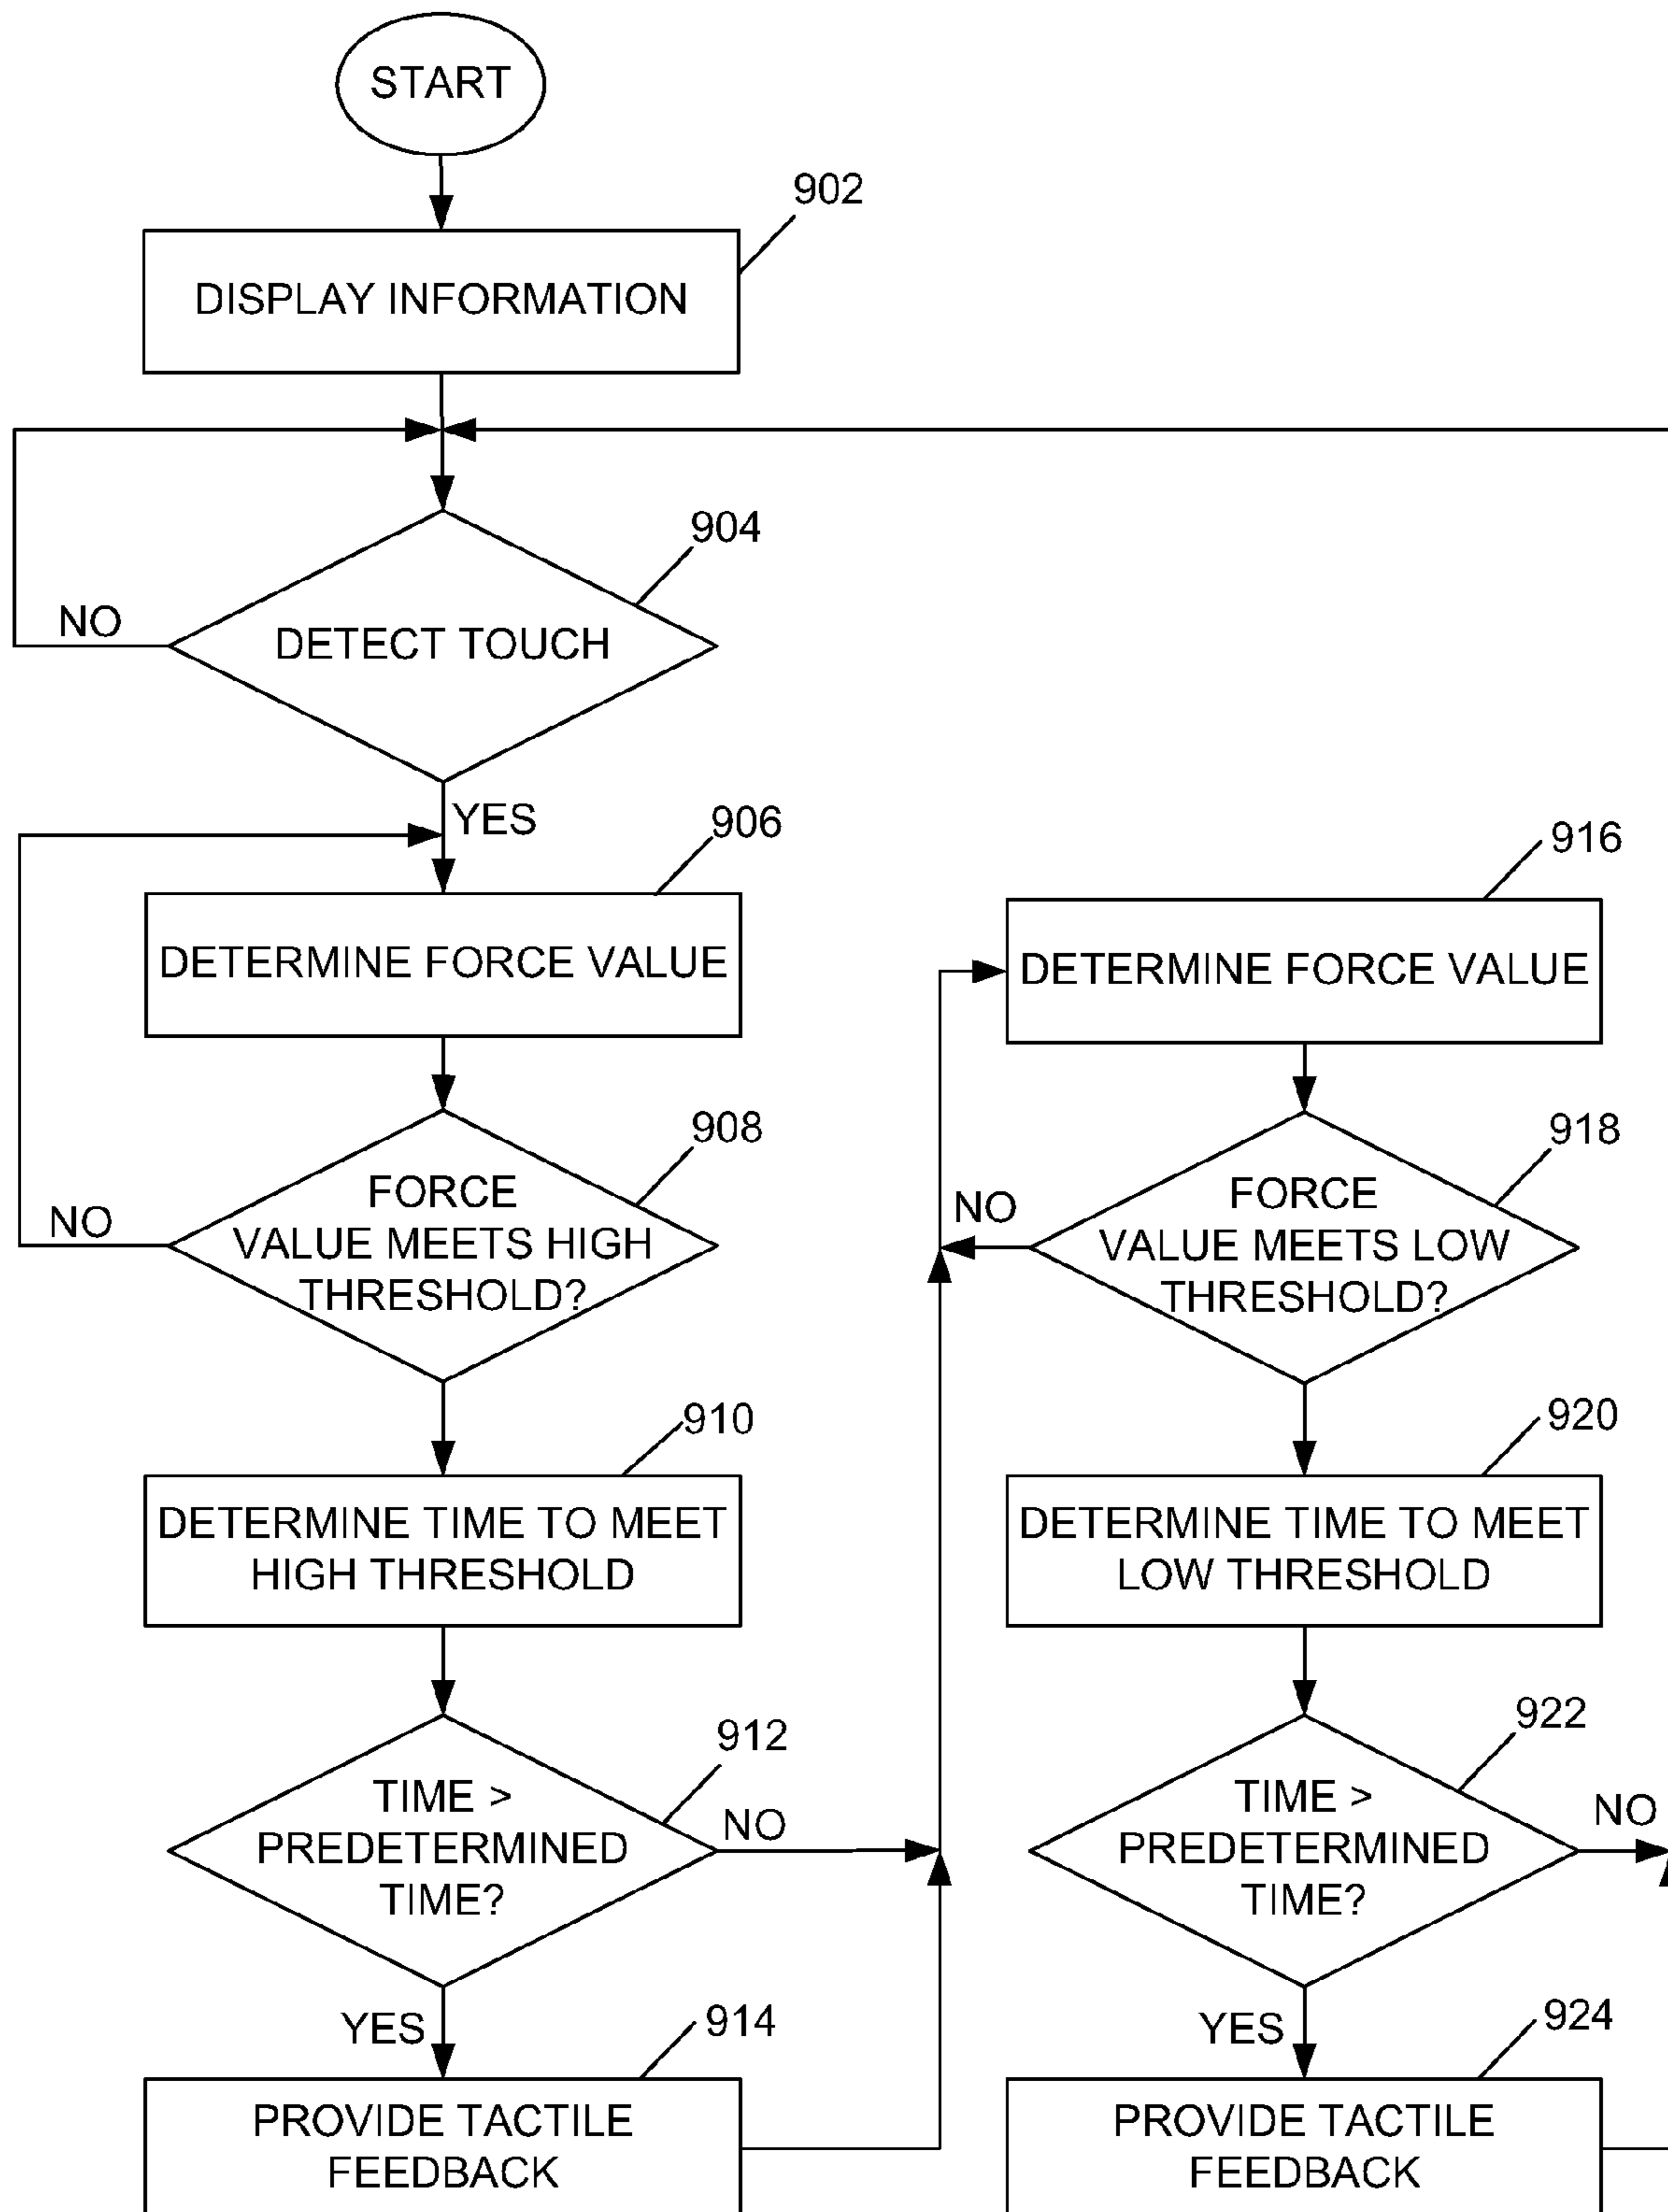 START
902
DISPLAY INFORMATION
904
NO
DETECT TOUCH
YES
906
DETERMINE FORCE VALUE
908
NO
FORCE
VALUE MEETS HIGH
THRESHOLD?
910
DETERMINE TIME TO MEET
HIGH THRESHOLD
912
TIME >
PREDETERMINED
TIME?
NO
YES
914
PROVIDE TACTILE
FEEDBACK
916
DETERMINE FORCE VALUE
918
NO
FORCE
VALUE MEETS LOW
THRESHOLD?
920
DETERMINE TIME TO MEET
LOW THRESHOLD
922
TIME >
PREDETERMINED
TIME?
NO
YES
924
PROVIDE TACTILE
FEEDBACK